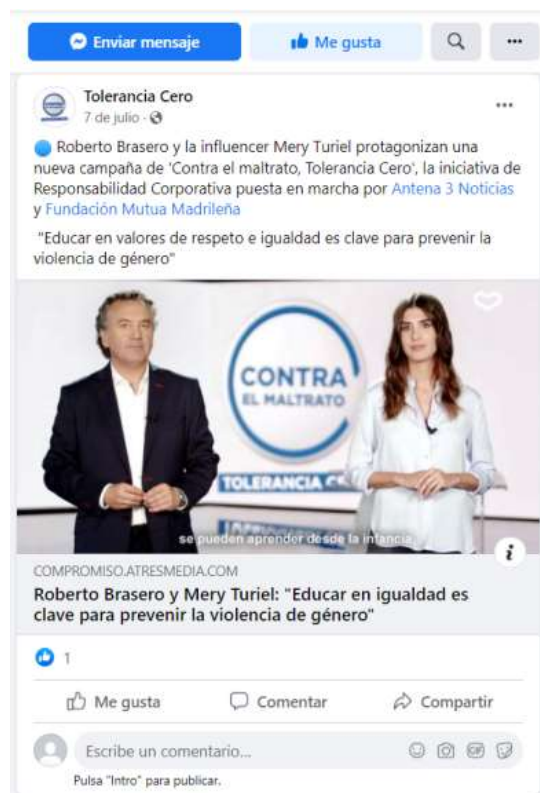 Enviar mensaje
Me gusta
Tolerancia Cero
7 de julio ·
Roberto Brasero y la influencer Mery Turiel protagonizan una
nueva campaña de 'Contra el maltrato, Tolerancia Cero', la iniciativa de
Responsabilidad Corporativa puesta en marcha por Antena 3 Noticias
y Fundación Mutua Madrileña
"Educar en valores de respeto e igualdad es clave para prevenir la
violencia de género"
CONTRA
EL MALTRATO
TOLERANCIA
se pueden aprender desde la infancia,
COMPROMISO.ATRESMEDIA.COM
Roberto Brasero y Mery Turiel: "Educar en igualdad es
clave para prevenir la violencia de género"
1
Me gusta
Comentar
Compartir
Escribe un comentario...
GIF
Pulsa "Intro" para publicar.